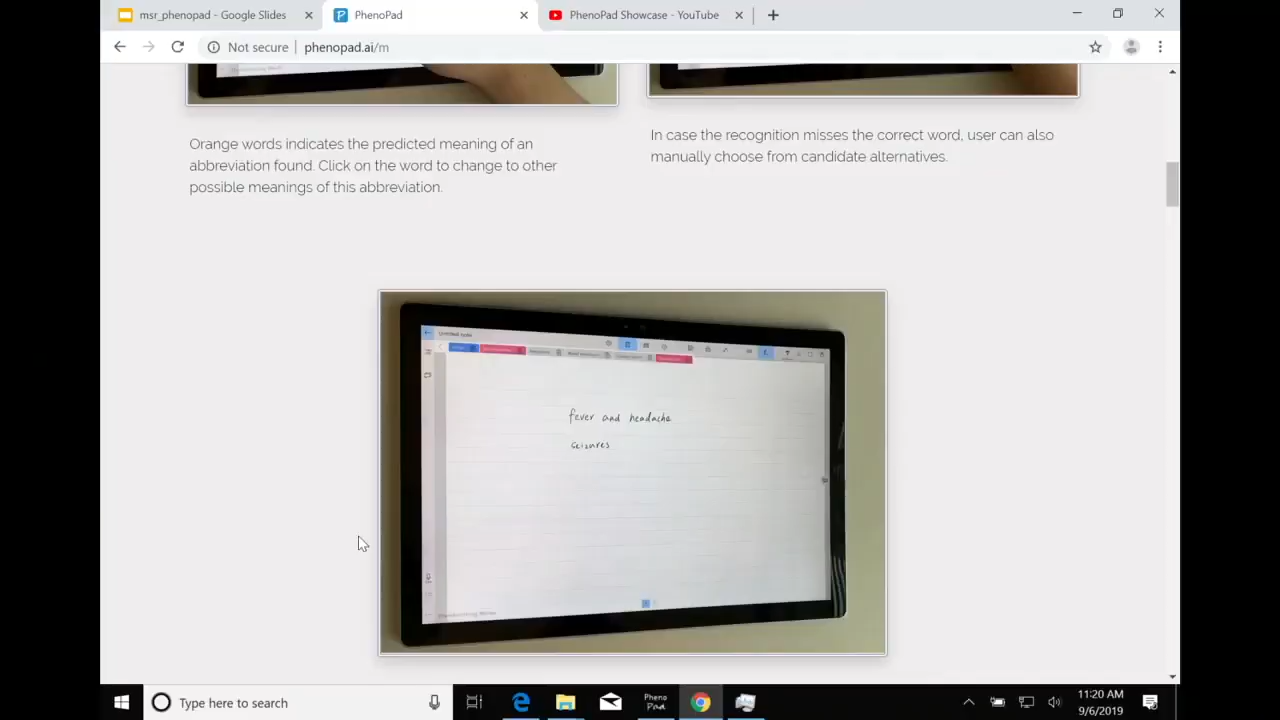 msr_phenopad - Google Slides
PhenoPad
PhenoPad Showcase - YouTube
Not secure
phenopad.ai/m
Orange words indicates the predicted meaning of an
abbreviation found. Click on the word to change to other
possible meanings of this abbreviation.
In case the recognition misses the correct word, user can also
manually choose from candidate alternatives.
Untitled note
fever and headache
seizures
Type here to search
Pheno
Pad
11:20 AM
9/6/2019